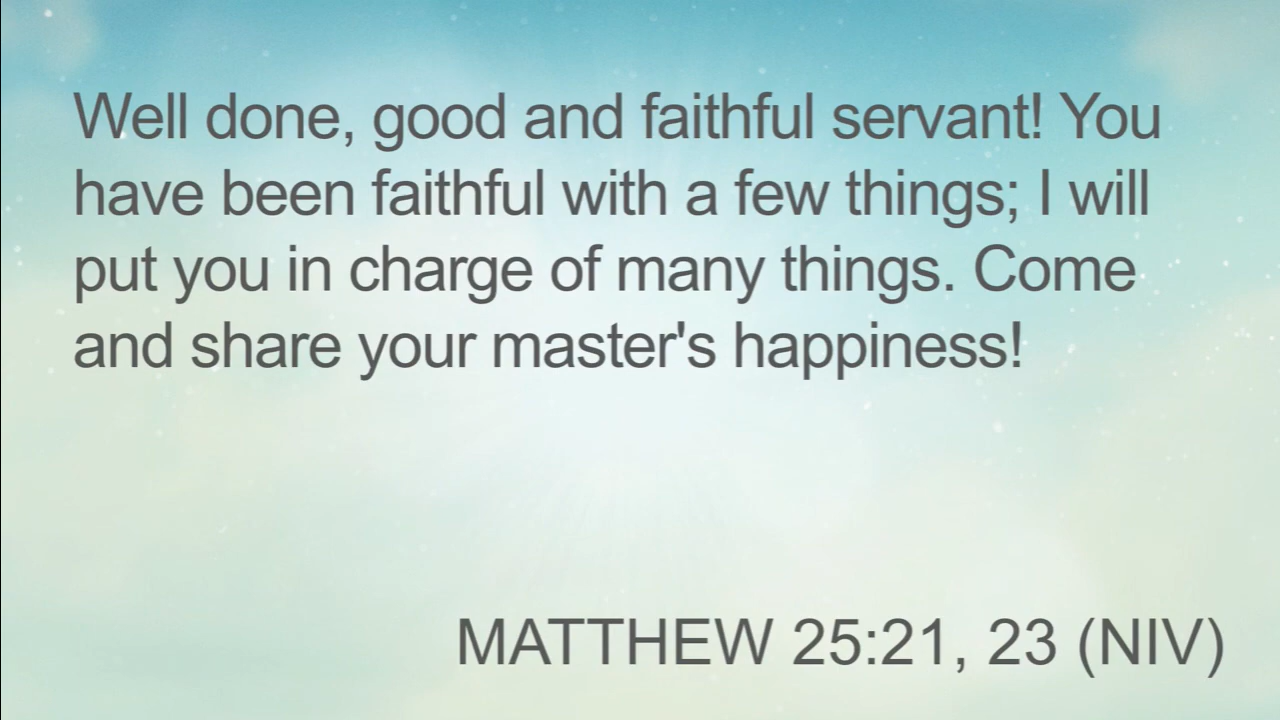 Well done, good and faithful servant! You
have been faithful with a few things; I will
put you in charge of many things. Come
and share your master's happiness!
MATTHEW 25:21, 23 (NIV)